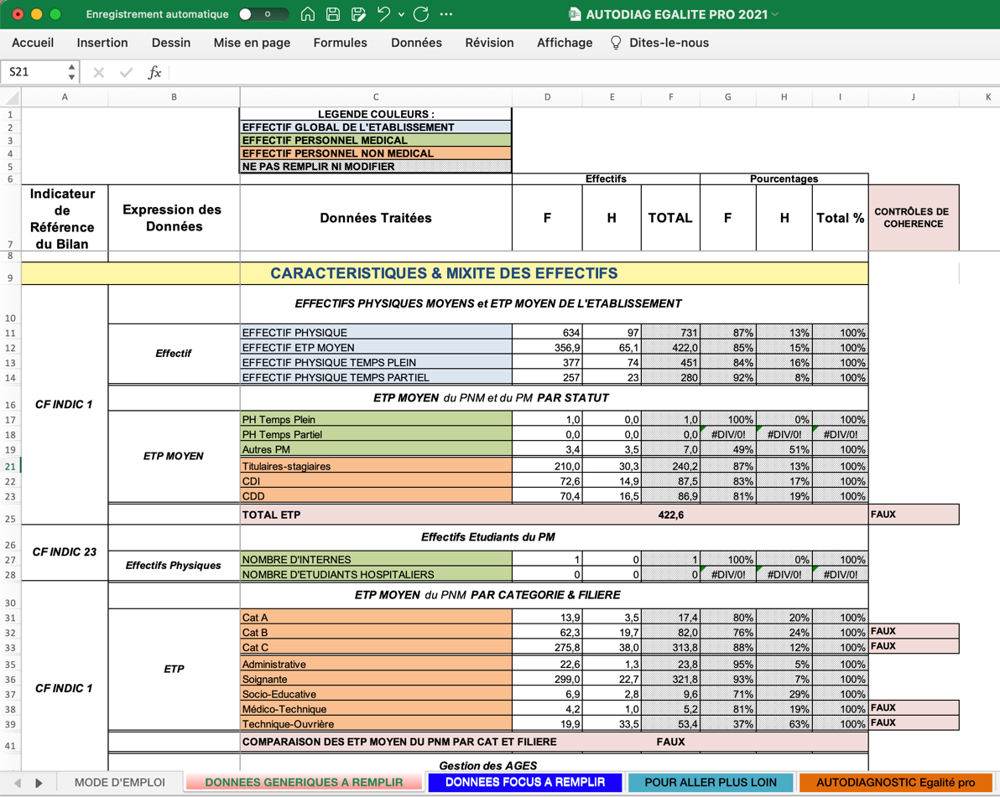 Enregistrement automatique O AUTODIAG EGALITE PRO 2021
Accueil Insertion Dessin Mise en page Formules Données Révision Affichage Dites-le-nous
S21 fx
A B C D E F G H I J K
1 LEGENDE COULEURS :
2 EFFECTIF GLOBAL DE L'ETABLISSEMENT
3 EFFECTIF PERSONNEL MEDICAL
4 EFFECTIF PERSONNEL NON MEDICAL
5 NE PAS REMPLIR NI MODIFIER
6 Effectifs Pourcentages
7 Indicateur de Référence du Bilan Expression des Données Données Traitées F H TOTAL F H Total % CONTRÔLES DE COHERENCE
8
9 CARACTERISTIQUES & MIXITE DES EFFECTIFS
10 EFFECTIFS PHYSIQUES MOYENS et ETP MOYEN DE L'ETABLISSEMENT
11 EFFECTIF PHYSIQUE 634 97 731 87% 13% 100%
12 Effectif EFFECTIF ETP MOYEN 356,9 65,1 422,0 85% 15% 100%
13 EFFECTIF PHYSIQUE TEMPS PLEIN 377 74 451 84% 16% 100%
14 EFFECTIF PHYSIQUE TEMPS PARTIEL 257 23 280 92% 8% 100%
16 CF INDIC 1 ETP MOYEN du PNM et du PM PAR STATUT
17 PH Temps Plein 1,0 0,0 1,0 100% 0% 100%
18 PH Temps Partiel 0,0 0,0 0,0 #DIV/0! #DIV/0! #DIV/0!
19 ETP MOYEN Autres PM 3,4 3,5 7,0 49% 51% 100%
21 Titulaires-stagiaires 210,0 30,3 240,2 87% 13% 100%
22 CDI 72,6 14,9 87,5 83% 17% 100%
23 CDD 70,4 16,5 86,9 81% 19% 100%
25 TOTAL ETP 422,6 FAUX
26 CF INDIC 23 Effectifs Etudiants du PM
27 Effectifs Physiques NOMBRE D'INTERNES 1 0 1 100% 0% 100%
28 NOMBRE D'ETUDIANTS HOSPITALIERS 0 0 0 #DIV/0! #DIV/0! #DIV/0!
30 ETP MOYEN du PNM PAR CATEGORIE & FILIERE
31 Cat A 13,9 3,5 17,4 80% 20% 100%
32 Cat B 62,3 19,7 82,0 76% 24% 100% FAUX
33 Cat C 275,8 38,0 313,8 88% 12% 100% FAUX
35 ETP Administrative 22,6 1,3 23,8 95% 5% 100%
36 Soignante 299,0 22,7 321,8 93% 7% 100%
37 CF INDIC 1 Socio-Educative 6,9 2,8 9,6 71% 29% 100%
38 Médico-Technique 4,2 1,0 5,2 81% 19% 100% FAUX
39 Technique-Ouvrière 19,9 33,5 53,4 37% 63% 100% FAUX
41 COMPARAISON DES ETP MOYEN DU PNM PAR CAT ET FILIERE FAUX
Gestion des AGES
MODE D'EMPLOI DONNEES GENERIQUES A REMPLIR DONNEES FOCUS A REMPLIR POUR ALLER PLUS LOIN AUTODIAGNOSTIC Egalité pro